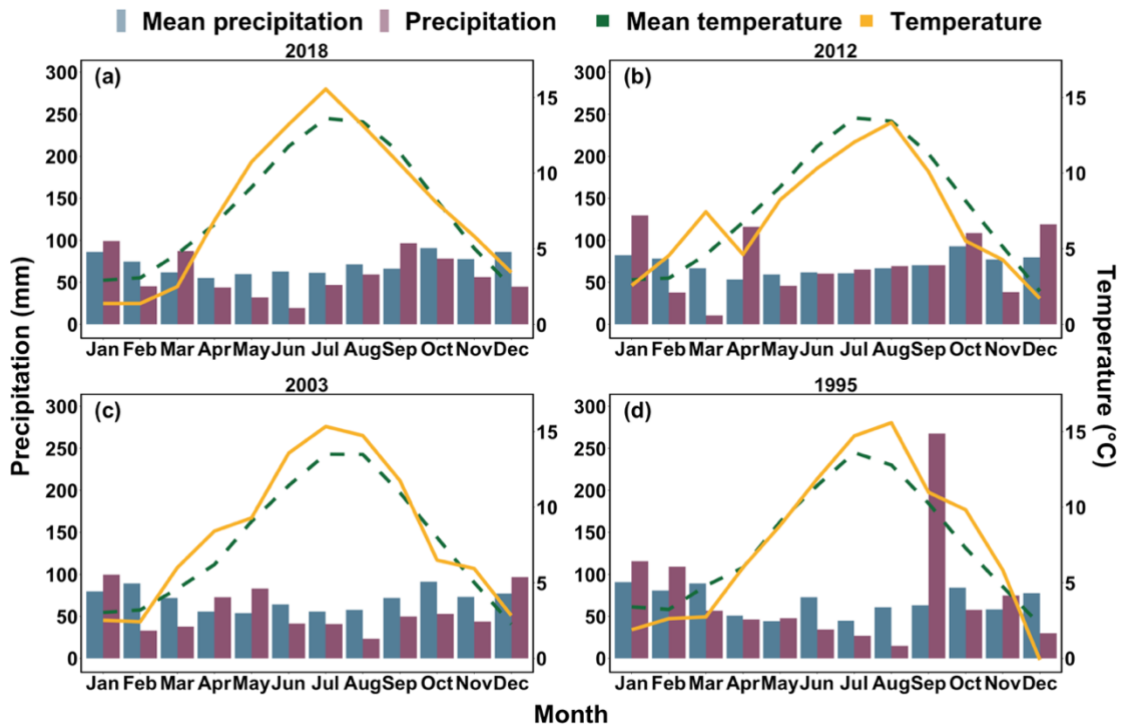 Mean precipitation Precipitation Mean temperature Temperature
2018 2012
(a) (b)
300 300
250 15 250 15
200 200
150 10 150 10
100 5 100 5
50 50
0 0 0 0
Jan Feb Mar Apr May Jun Jul Aug Sep Oct Nov Dec Jan Feb Mar Apr May Jun Jul Aug Sep Oct Nov Dec
Precipitation (mm)
Temperature (°C)
2003 1995
(c) (d)
300 300
250 15 250 15
200 200
150 10 150 10
100 5 100 5
50 50
0 0 0 0
Jan Feb Mar Apr May Jun Jul Aug Sep Oct Nov Dec Jan Feb Mar Apr May Jun Jul Aug Sep Oct Nov Dec
Month